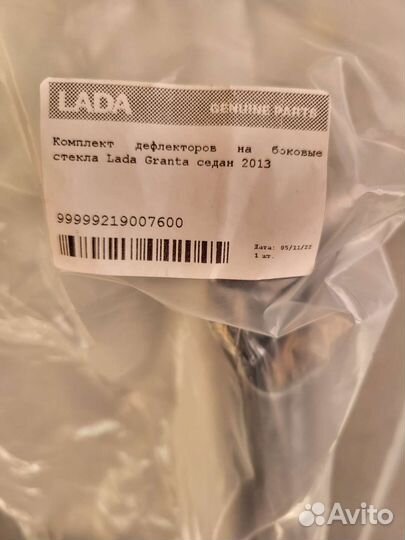 LADA GENUINE PARTS
Комплект дефлекторов на боковые
стекла Lada Granta седан 2013
99999219007600
Дата: 05/11/22
1 шт.
Avito